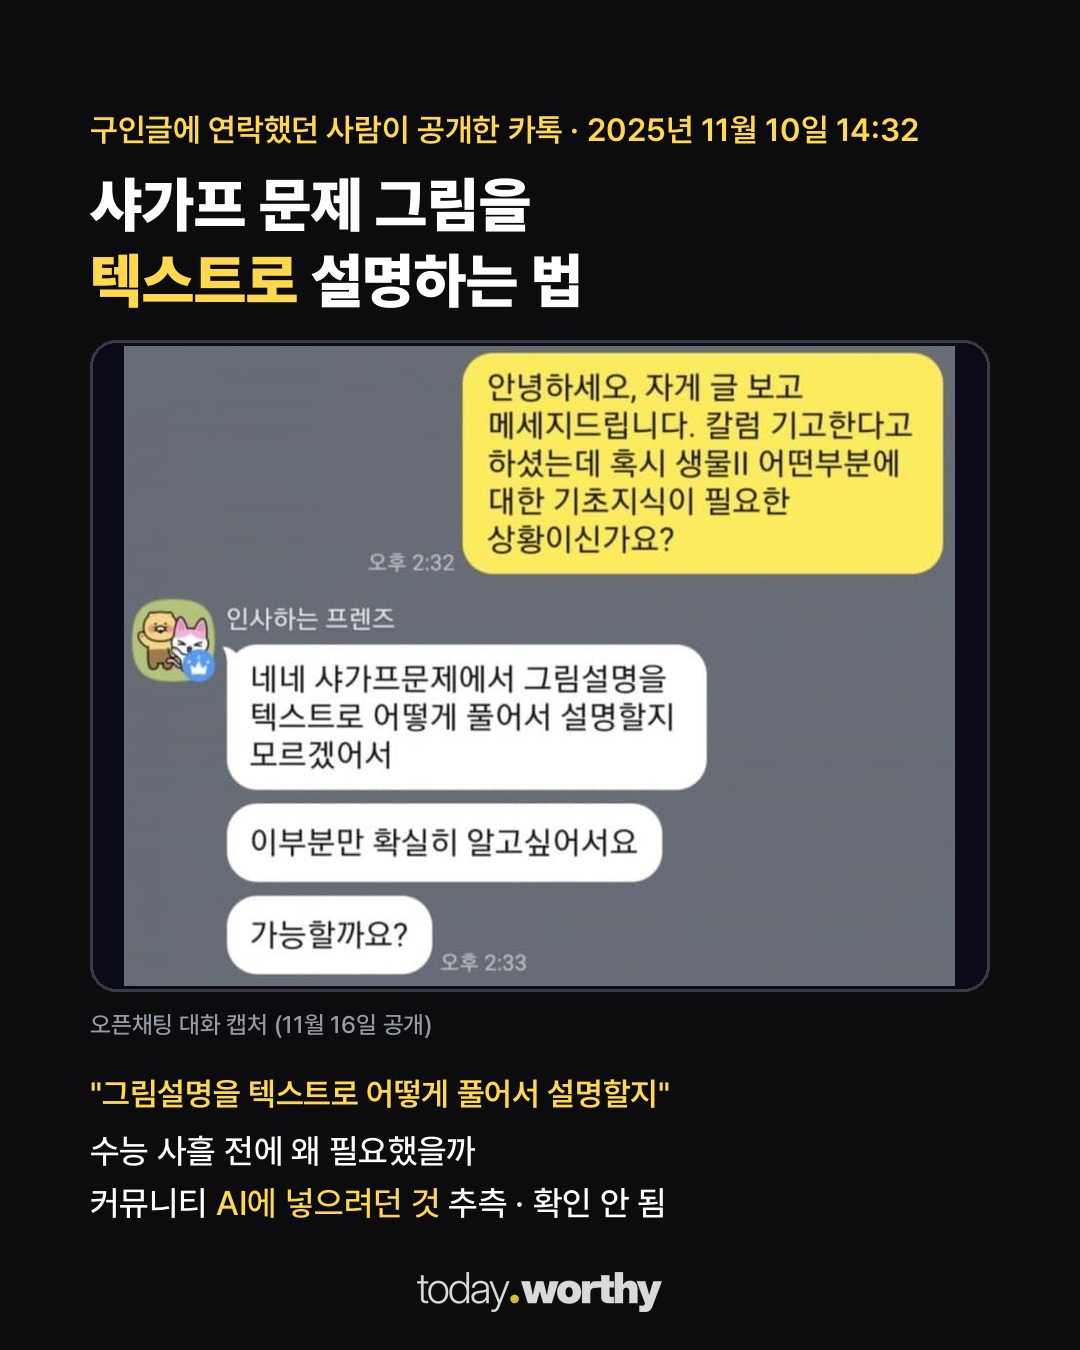 구인글에 연락했던 사람이 공개한 카톡 · 2025년 11월 10일 14:32
샤가프 문제 그림을
텍스트로 설명하는 법
안녕하세오, 자게 글 보고
메세지드립니다. 칼럼 기고한다고
하셨는데 혹시 생물II 어떤부분에
대한 기초지식이 필요한
상황이신가요?
오후 2:32
인사하는 프렌즈
네네 샤가프문제에서 그림설명을
텍스트로 어떻게 풀어서 설명할지
모르겠어서
이부분만 확실히 알고싶어서요
가능할까요?
오후 2:33
오픈채팅 대화 캡처 (11월 16일 공개)
"그림설명을 텍스트로 어떻게 풀어서 설명할지"
수능 사흘 전에 왜 필요했을까
커뮤니티 AI에 넣으려던 것 추측 · 확인 안 됨
today.worthy